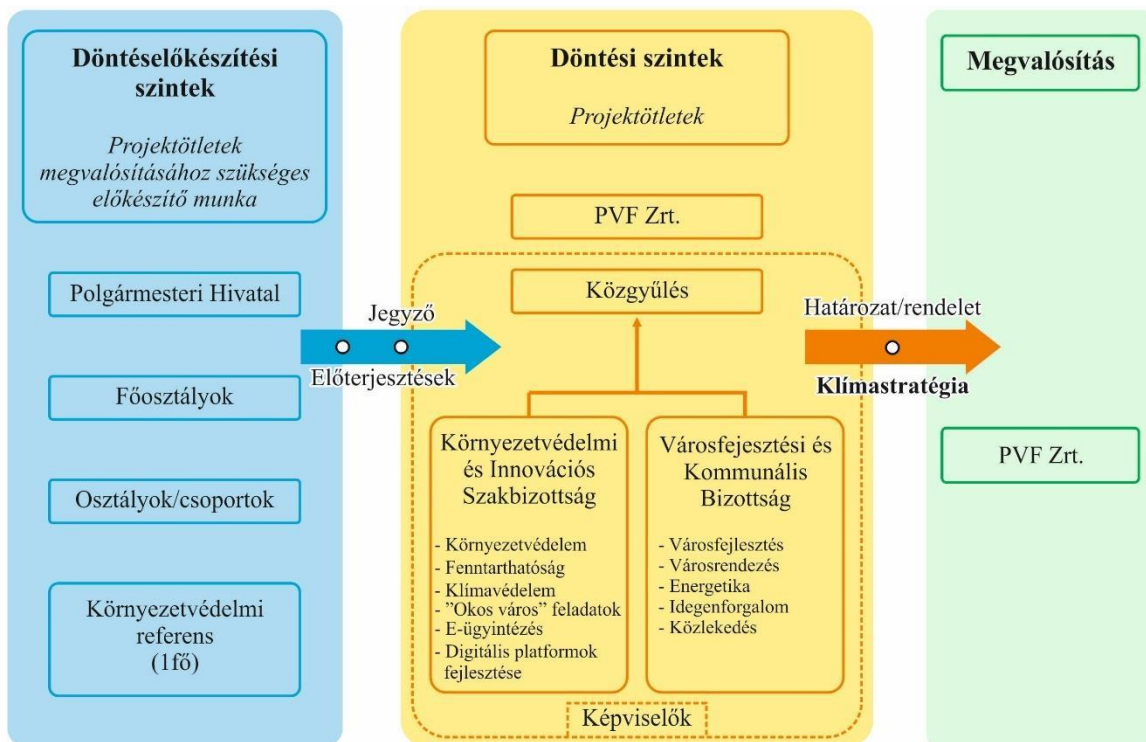 Döntéselőkészítési
szintek
Projektötletek
megvalósításához szükséges
előkészítő munka
Polgármesteri Hivatal
Főosztályok
Osztályok/csoportok
Környezetvédelmi
referens
(1fő)
Jegyző
Előterjesztések
Döntési szintek
Projektötletek
PVF Zrt.
Közgyűlés
Környezetvédelmi
és Innovációs
Szakbizottság
- Környezetvédelem
- Fenntarthatóság
- Klímavédelem
- ”Okos város” feladatok
- E-ügyintézés
- Digitális platformok
fejlesztése
Városfejesztési és
Kommunális
Bizottság
- Városfejlesztés
- Városrendezés
- Energetika
- Idegenforgalom
- Közlekedés
Képviselők
Határozat/rendelet
Klímastratégia
Megvalósítás
PVF Zrt.